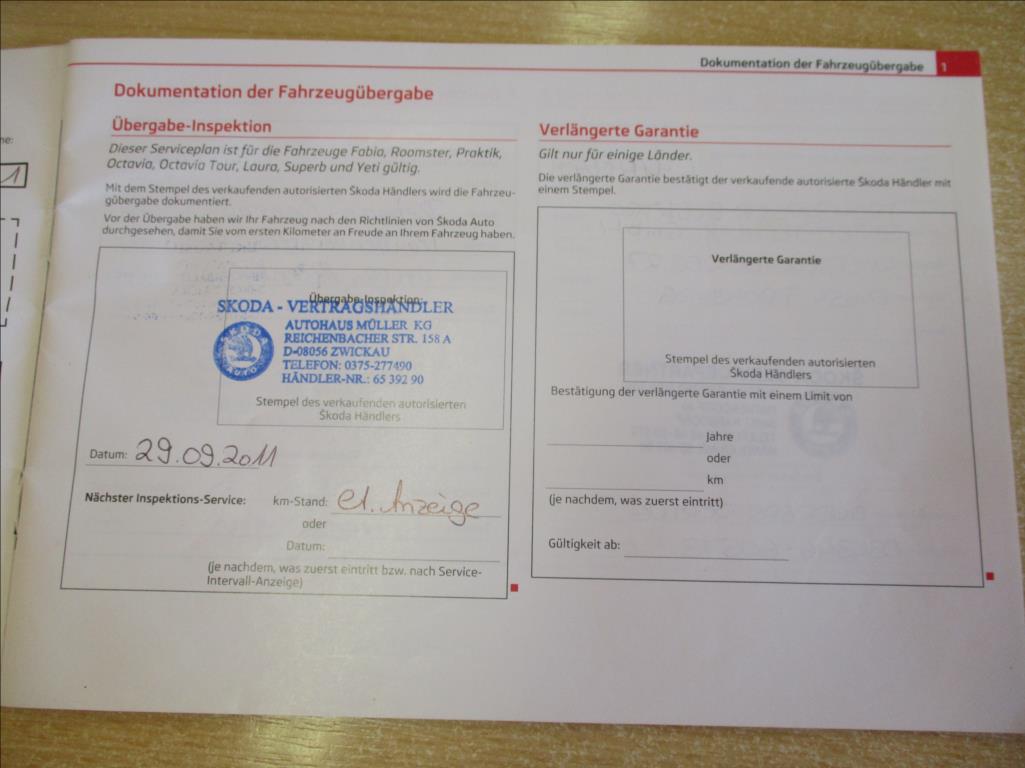 Dokumentation der Fahrzeugübergabe 1
Dokumentation der Fahrzeugübergabe
Übergabe-Inspektion
Dieser Serviceplan ist für die Fahrzeuge Fabia, Roomster, Praktik,
Octavia, Octavia Tour, Laura, Superb und Yeti gültig.
Mit dem Stempel des verkaufenden autorisierten Škoda Händlers wird die Fahrzeu-
gübergabe dokumentiert.
Vor der Übergabe haben wir Ihr Fahrzeug nach den Richtlinien von Škoda Auto
durchgesehen, damit Sie vom ersten Kilometer an Freude an Ihrem Fahrzeug haben.
Übergabe-Inspektion:
SKODA - VERTRAGSHÄNDLER
AUTOHAUS MÜLLER KG
REICHENBACHER STR. 158 A
D-08056 ZWICKAU
TELEFON: 0375-277490
HÄNDLER-NR.: 65 392 90
SKODA
AUTO
Stempel des verkaufenden autorisierten
Škoda Händlers
Datum: 29.09.2011
Nächster Inspektions-Service: km-Stand: el. Anzeige
oder
Datum:
(je nachdem, was zuerst eintritt bzw. nach Service-
Intervall-Anzeige)
Verlängerte Garantie
Gilt nur für einige Länder.
Die verlängerte Garantie bestätigt der verkaufende autorisierte Škoda Händler mit
einem Stempel.
Verlängerte Garantie
Stempel des verkaufenden autorisierten
Škoda Händlers
Bestätigung der verlängerte Garantie mit einem Limit von
Jahre
oder
km
(je nachdem, was zuerst eintritt)
Gültigkeit ab: